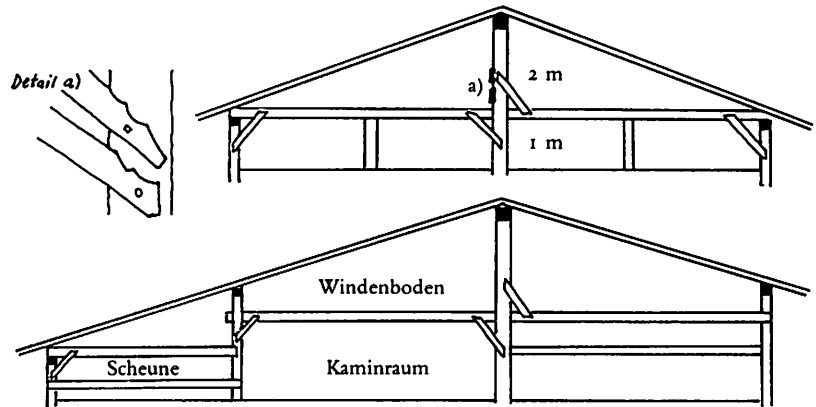 Detail a)
a)
2 m
1 m
Windenboden
Scheune
Kaminraum